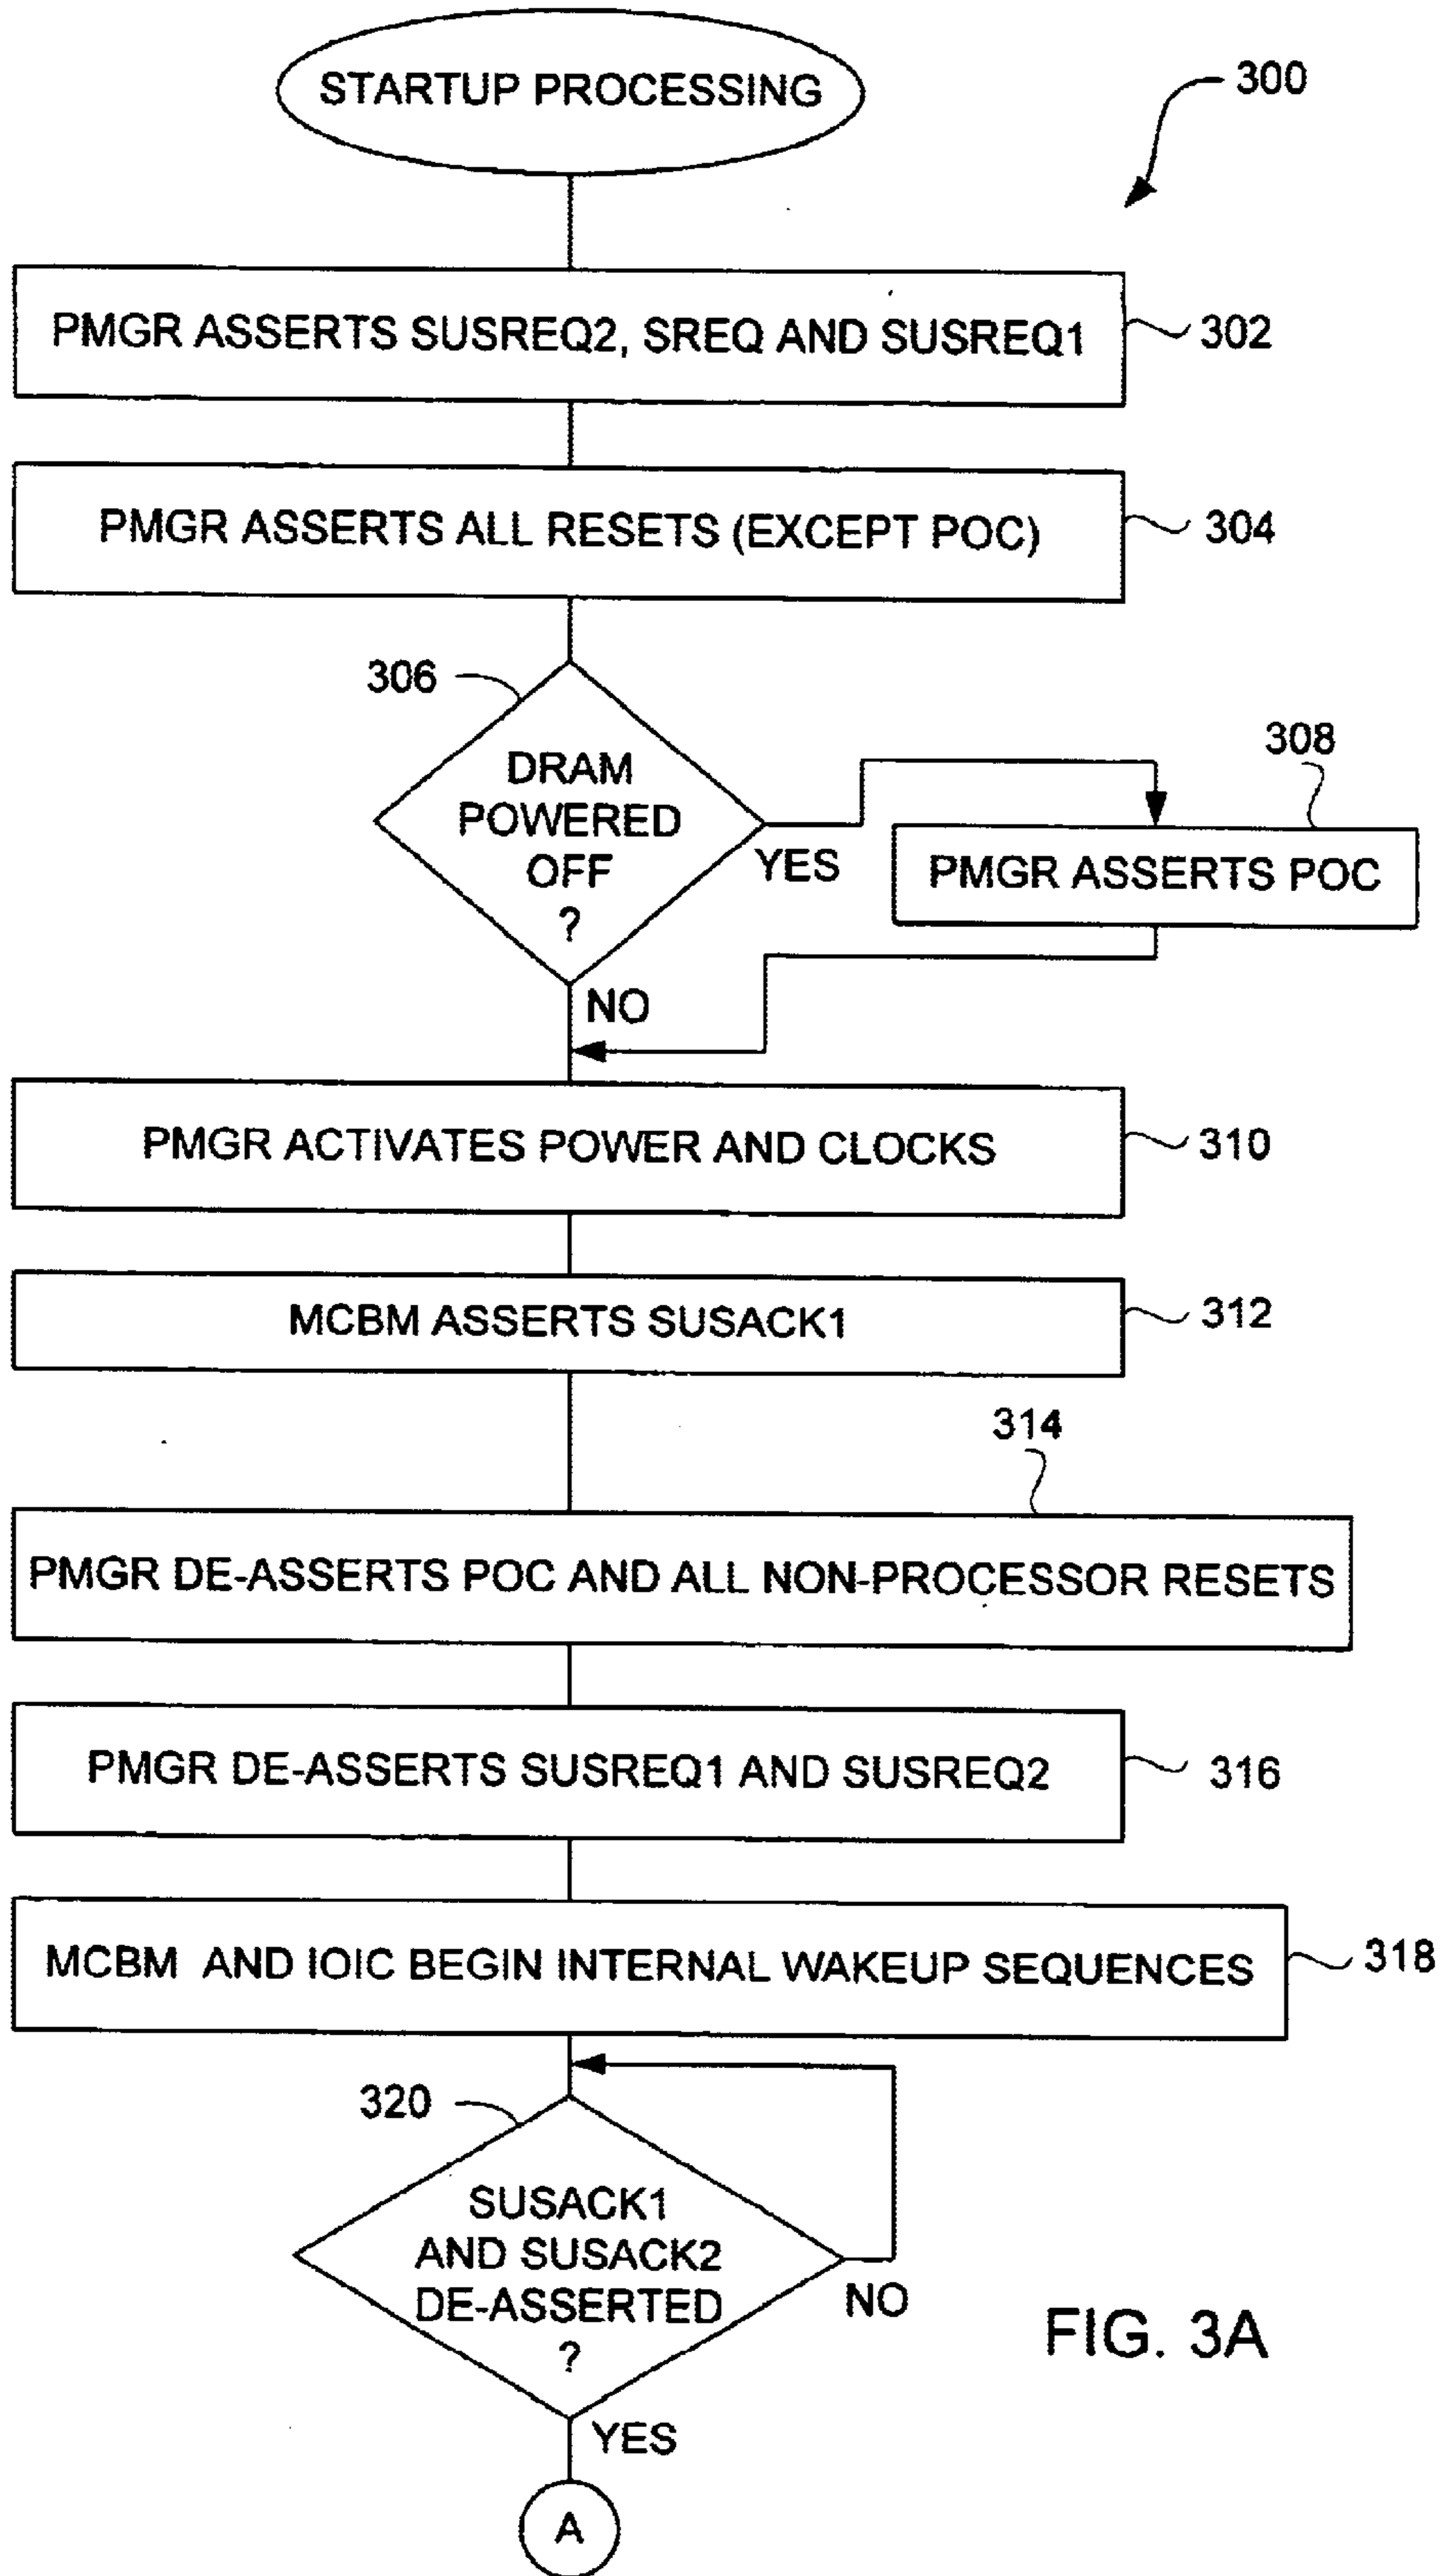 STARTUP PROCESSING
300
PMGR ASSERTS SUSREQ2, SREQ AND SUSREQ1
302
PMGR ASSERTS ALL RESETS (EXCEPT POC)
304
306
DRAM
POWERED
OFF
?
YES
NO
308
PMGR ASSERTS POC
PMGR ACTIVATES POWER AND CLOCKS
310
MCBM ASSERTS SUSACK1
312
314
PMGR DE-ASSERTS POC AND ALL NON-PROCESSOR RESETS
PMGR DE-ASSERTS SUSREQ1 AND SUSREQ2
316
MCBM AND IOIC BEGIN INTERNAL WAKEUP SEQUENCES
318
320
SUSACK1
AND SUSACK2
DE-ASSERTED
?
NO
YES
A
FIG. 3A